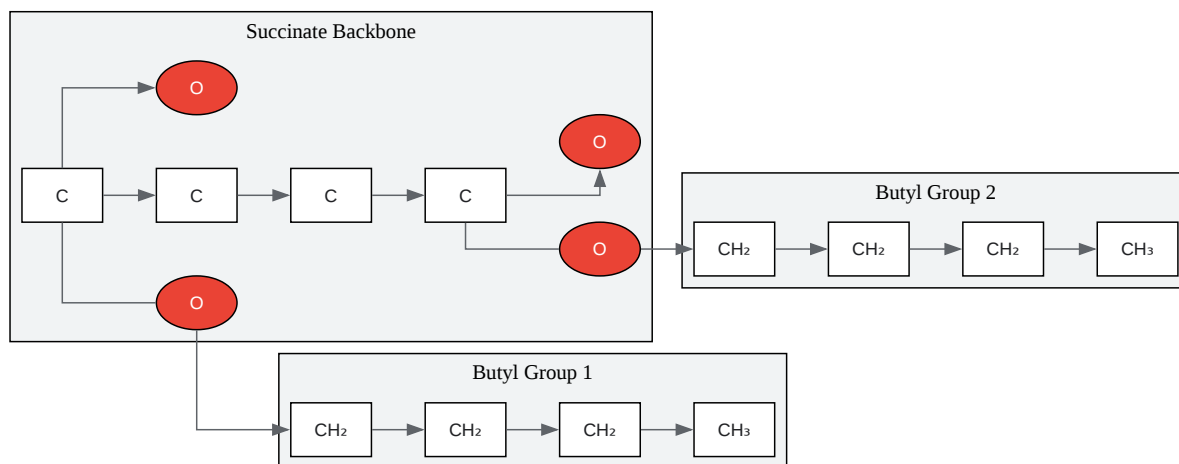 Succinate Backbone
O
O
C
C
C
C
Butyl Group 2
O
CH₂
CH₂
CH₂
CH₃
O
Butyl Group 1
CH₂
CH₂
CH₂
CH₃